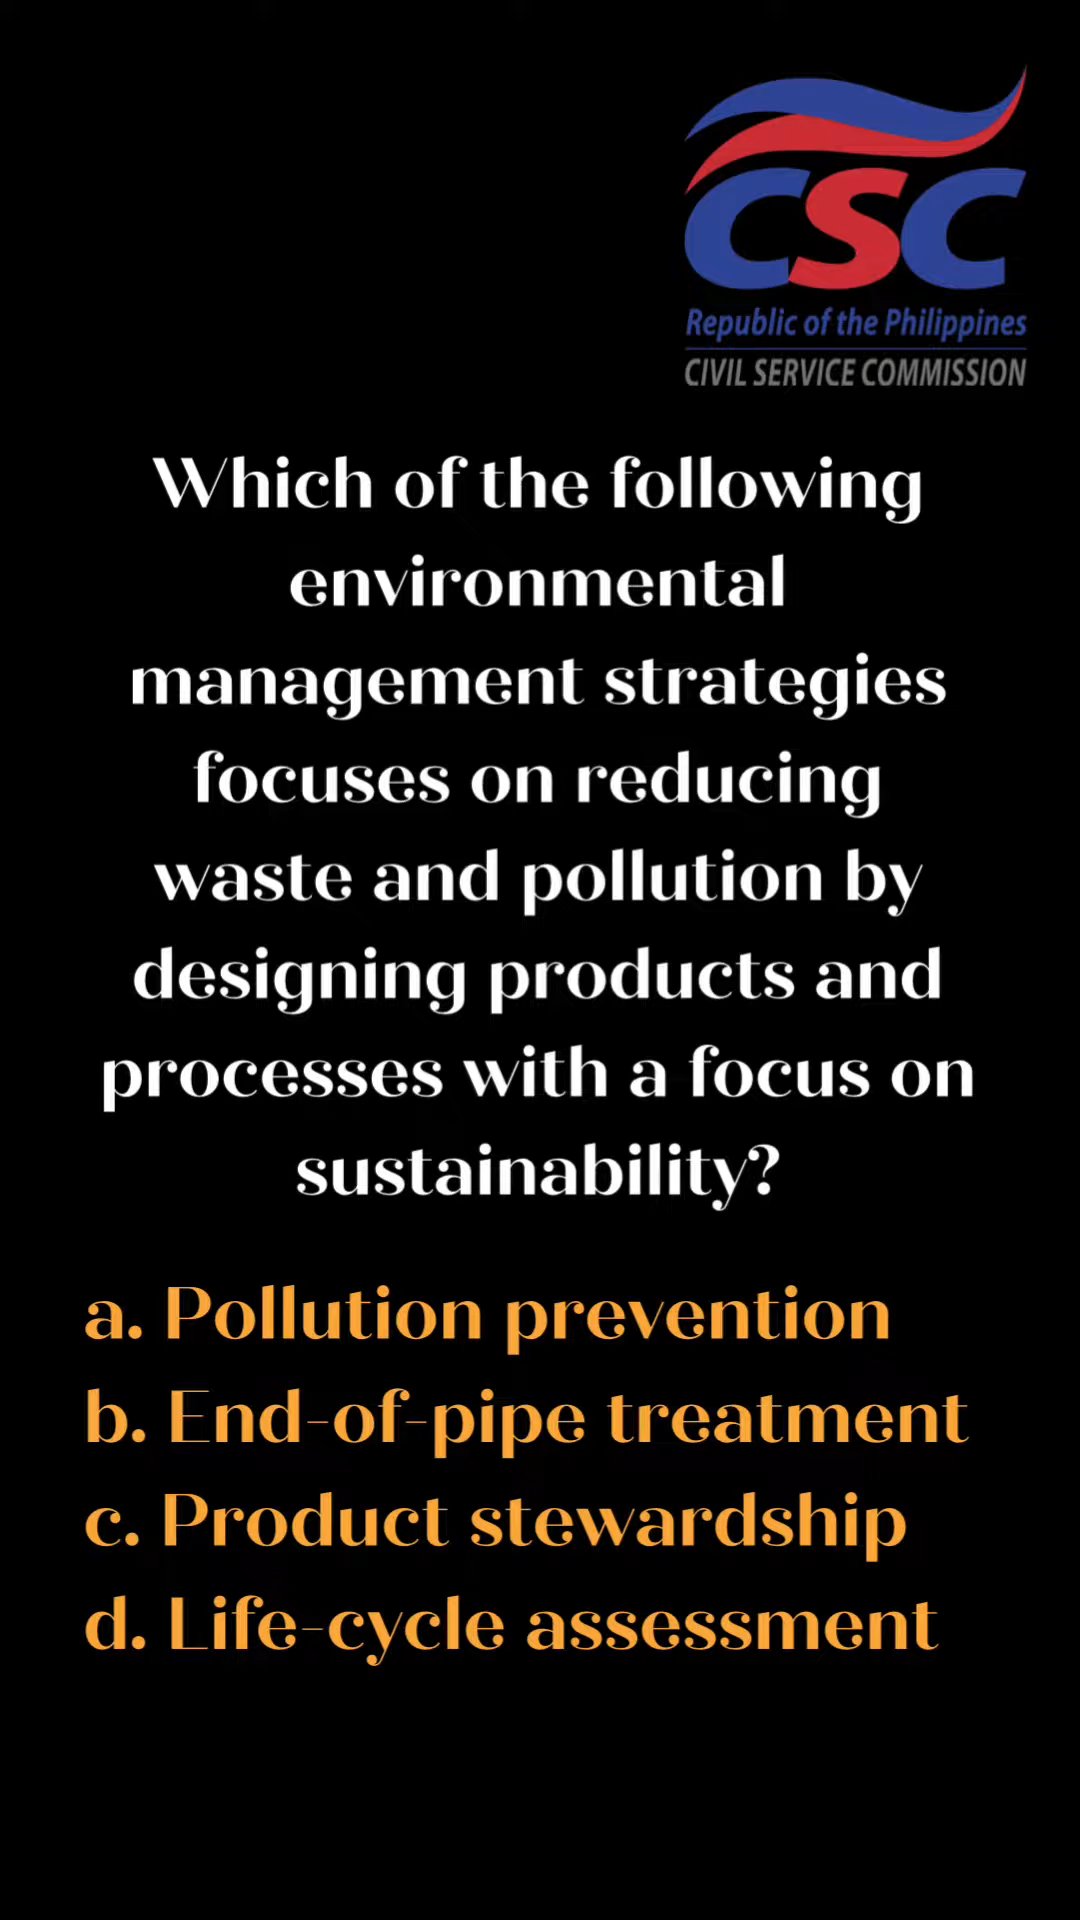 CSC
Republic of the Philippines
CIVIL SERVICE COMMISSION
Which of the following
environmental
management strategies
focuses on reducing
waste and pollution by
designing products and
processes with a focus on
sustainability?
a. Pollution prevention
b. End-of-pipe treatment
c. Product stewardship
d. Life-cycle assessment